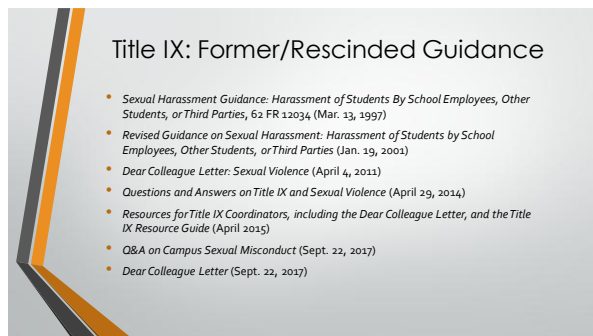 Title IX: Former/Rescinded Guidance
• Sexual Harassment Guidance: Harassment of Students By School Employees, Other
Students, or Third Parties, 62 FR 12034 (Mar. 13, 1997)
• Revised Guidance on Sexual Harassment: Harassment of Students by School
Employees, Other Students, or Third Parties (Jan. 19, 2001)
• Dear Colleague Letter: Sexual Violence (April 4, 2011)
• Questions and Answers on Title IX and Sexual Violence (April 29, 2014)
• Resources for Title IX Coordinators, including the Dear Colleague Letter, and the Title
IX Resource Guide (April 2015)
• Q&A on Campus Sexual Misconduct (Sept. 22, 2017)
• Dear Colleague Letter (Sept. 22, 2017)